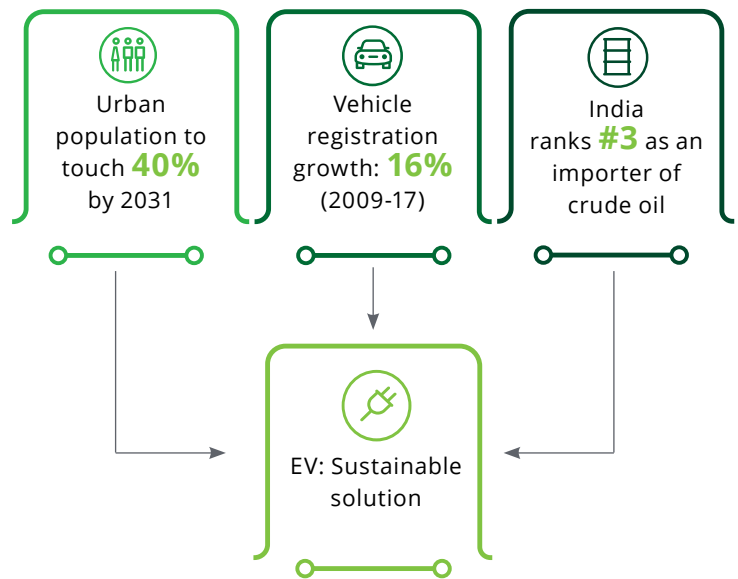 Urban
population to
touch 40%
by 2031
Vehicle
registration
growth: 16%
(2009-17)
India
ranks #3 as an
importer of
crude oil
EV: Sustainable
solution